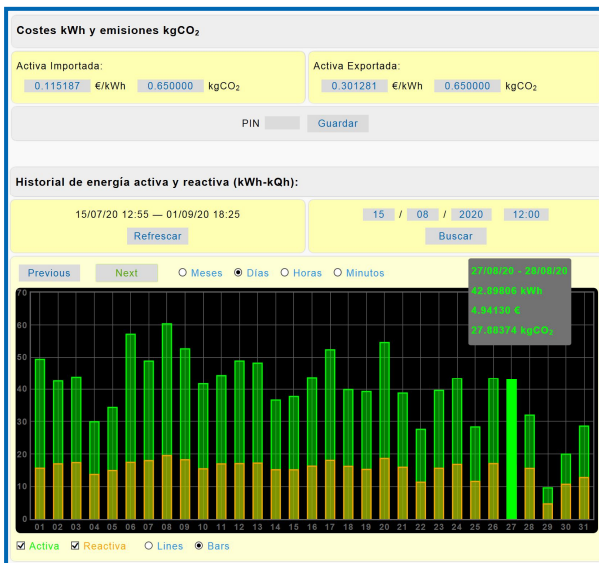 Costes kWh y emisiones kgCO₂
Activa Importada:
0.115187 €/kWh 0.650000 kgCO₂
Activa Exportada:
0.301281 €/kWh 0.650000 kgCO₂
PIN Guardar
Historial de energía activa y reactiva (kWh-kQh):
15/07/20 12:55 — 01/09/20 18:25
Refrescar
15 / 08 / 2020 12:00
Buscar
Previous Next Meses Días Horas Minutos
27/08/20 - 28/08/20
42.89806 kWh
4.94130 €
27.88374 kgCO₂
70
60
50
40
30
20
10
0
01 02 03 04 05 06 07 08 09 10 11 12 13 14 15 16 17 18 19 20 21 22 23 24 25 26 27 28 29 30 31
Activa Reactiva Lines Bars